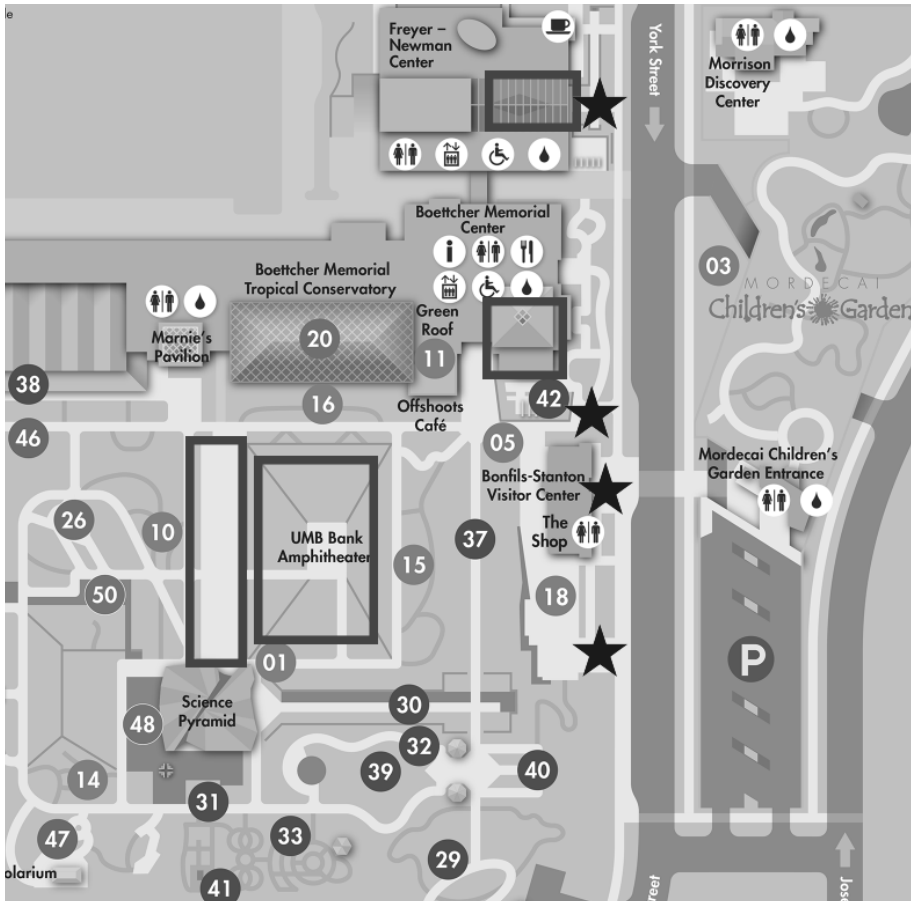 le
Freyer –
Newman
Center
York Street
Morrison
Discovery
Center
Boettcher Memorial
Center
Boettcher Memorial
Tropical Conservatory
03
MORDECAI
Children's Garden
Green
Roof
20
Marnie's
Pavilion
11
38
42
16
Offshoots
Café
46
05
Bonfils-Stanton
Visitor Center
Mordecai Children's
Garden Entrance
26
10
UMB Bank
Amphitheater
37
The
Shop
15
50
18
01
P
Science
Pyramid
30
48
32
39
40
14
31
33
47
29
olarium
41
reet
Jose